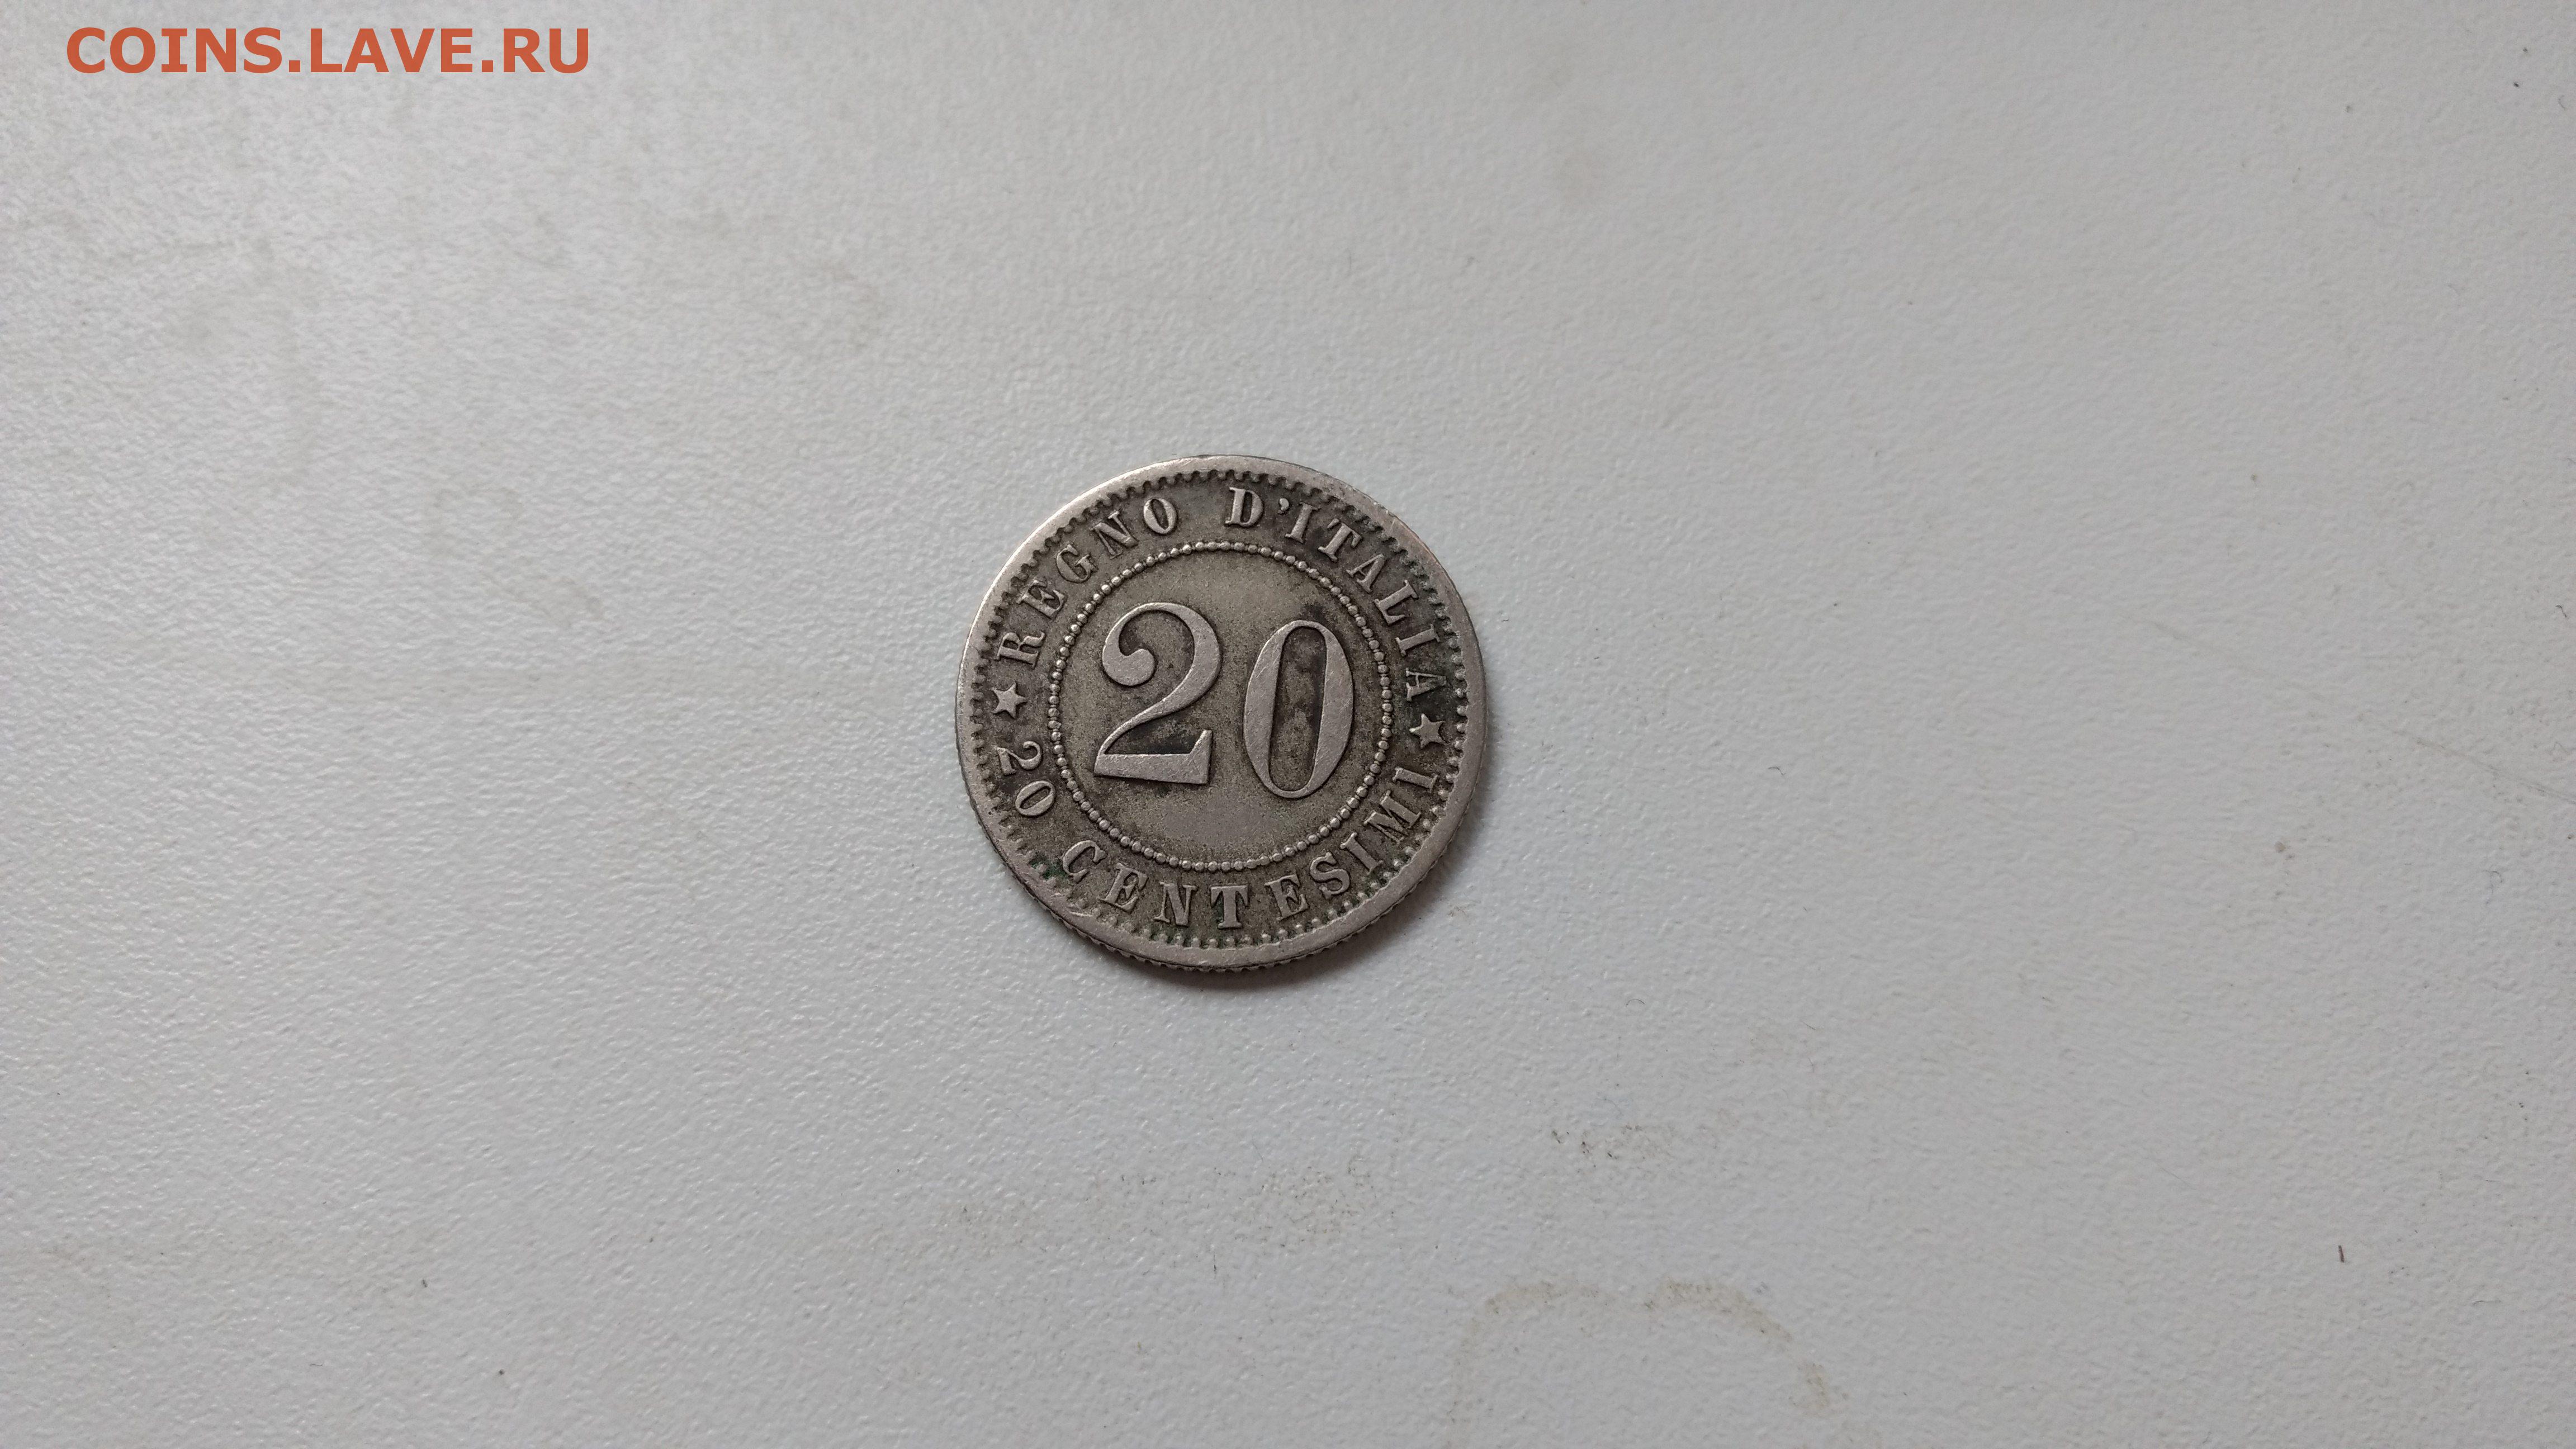 COINS.LAVE.RU
★ REGNO D'ITALIA ★
20
20 CENTESIMI